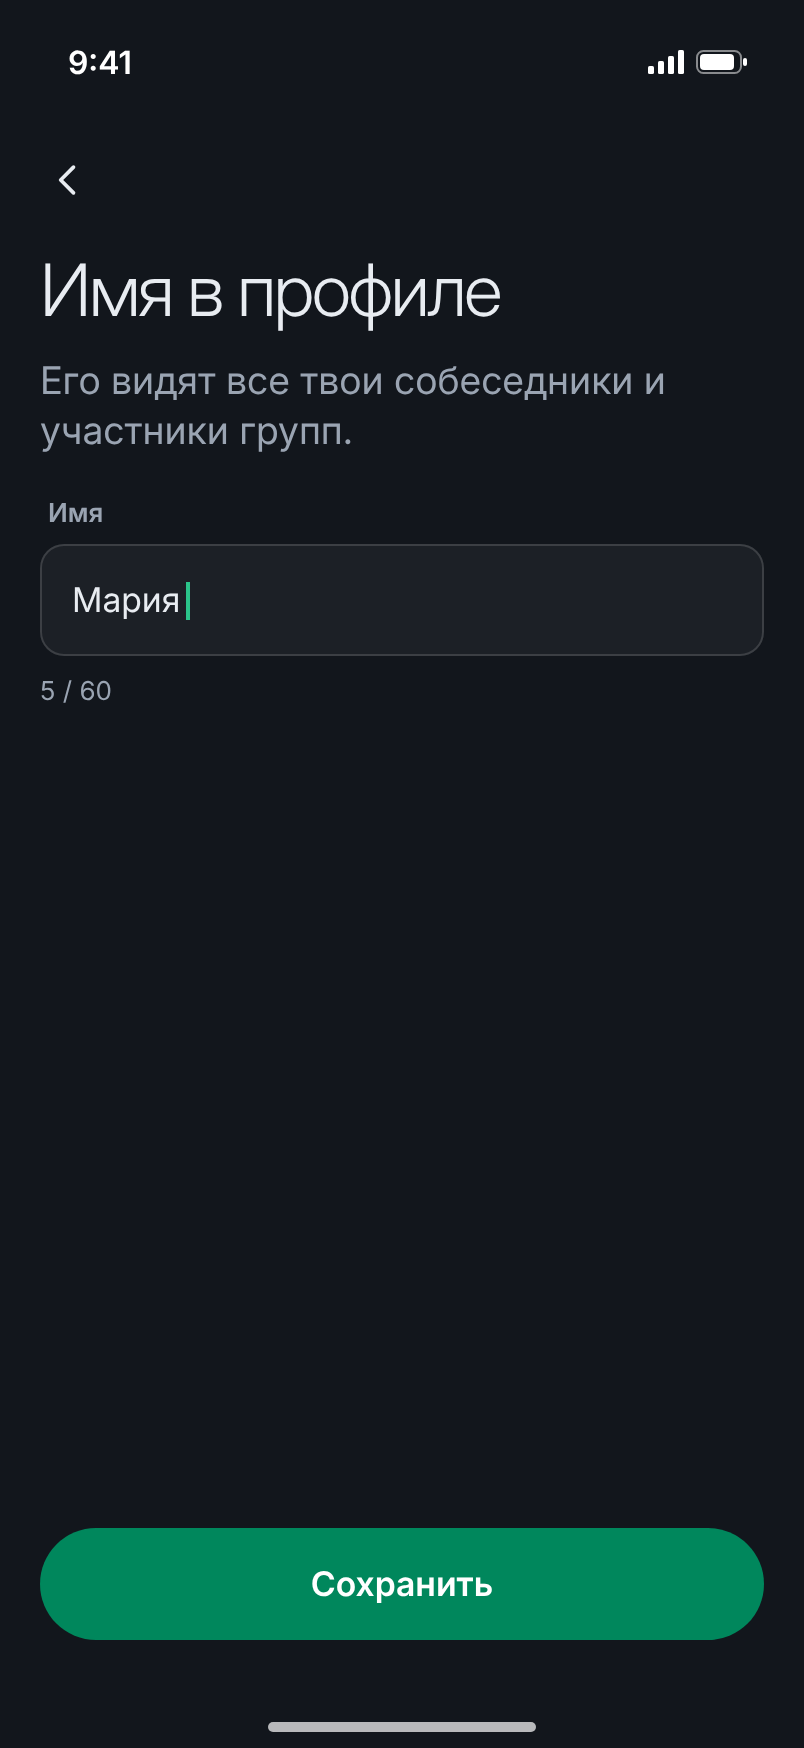 9:41
Имя в профиле
Его видят все твои собеседники и
участники групп.
Имя
Мария
5 / 60
Сохранить